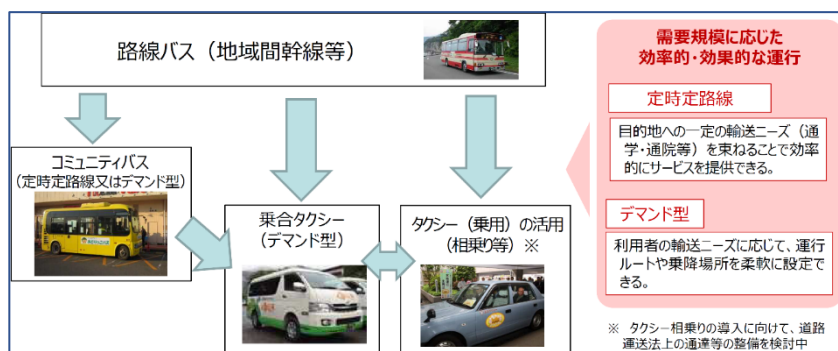 路線バス（地域間幹線等）
コミュニティバス
（定時定路線又はデマンド型）
乗合タクシー
（デマンド型）
タクシー（乗用）の活用
（相乗り等）※
需要規模に応じた
効率的・効果的な運行
定時定路線
目的地への一定の輸送ニーズ（通
学・通院等）を束ねることで効率
的にサービスを提供できる。
デマンド型
利用者の輸送ニーズに応じて、運行
ルートや乗降場所を柔軟に設定で
きる。
※ タクシー相乗りの導入に向けて、道路
運送法上の通達等の整備を検討中